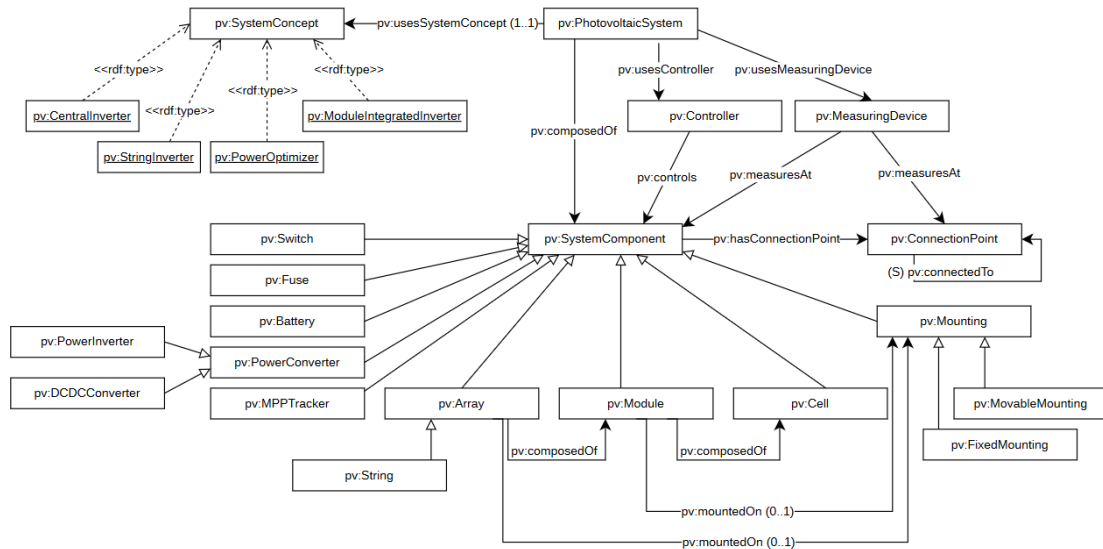 pv:SystemConcept
pv:usesSystemConcept (1..1)
pv:PhotovoltaicSystem
<<rdf:type>>
<<rdf:type>>
<<rdf:type>>
<<rdf:type>>
pv:usesController
pv:usesMeasuringDevice
pv:CentralInverter
pv:ModuleIntegratedInverter
pv:StringInverter
pv:PowerOptimizer
pv:composedOf
pv:Controller
pv:MeasuringDevice
pv:controls
pv:measuresAt
pv:measuresAt
pv:Switch
pv:SystemComponent
pv:hasConnectionPoint
pv:ConnectionPoint
(S) pv:connectedTo
pv:Fuse
pv:Battery
pv:Mounting
pv:PowerInverter
pv:PowerConverter
pv:DCDCConverter
pv:MPPTracker
pv:Array
pv:Module
pv:Cell
pv:MovableMounting
pv:FixedMounting
pv:composedOf
pv:composedOf
pv:String
pv:mountedOn (0..1)
pv:mountedOn (0..1)